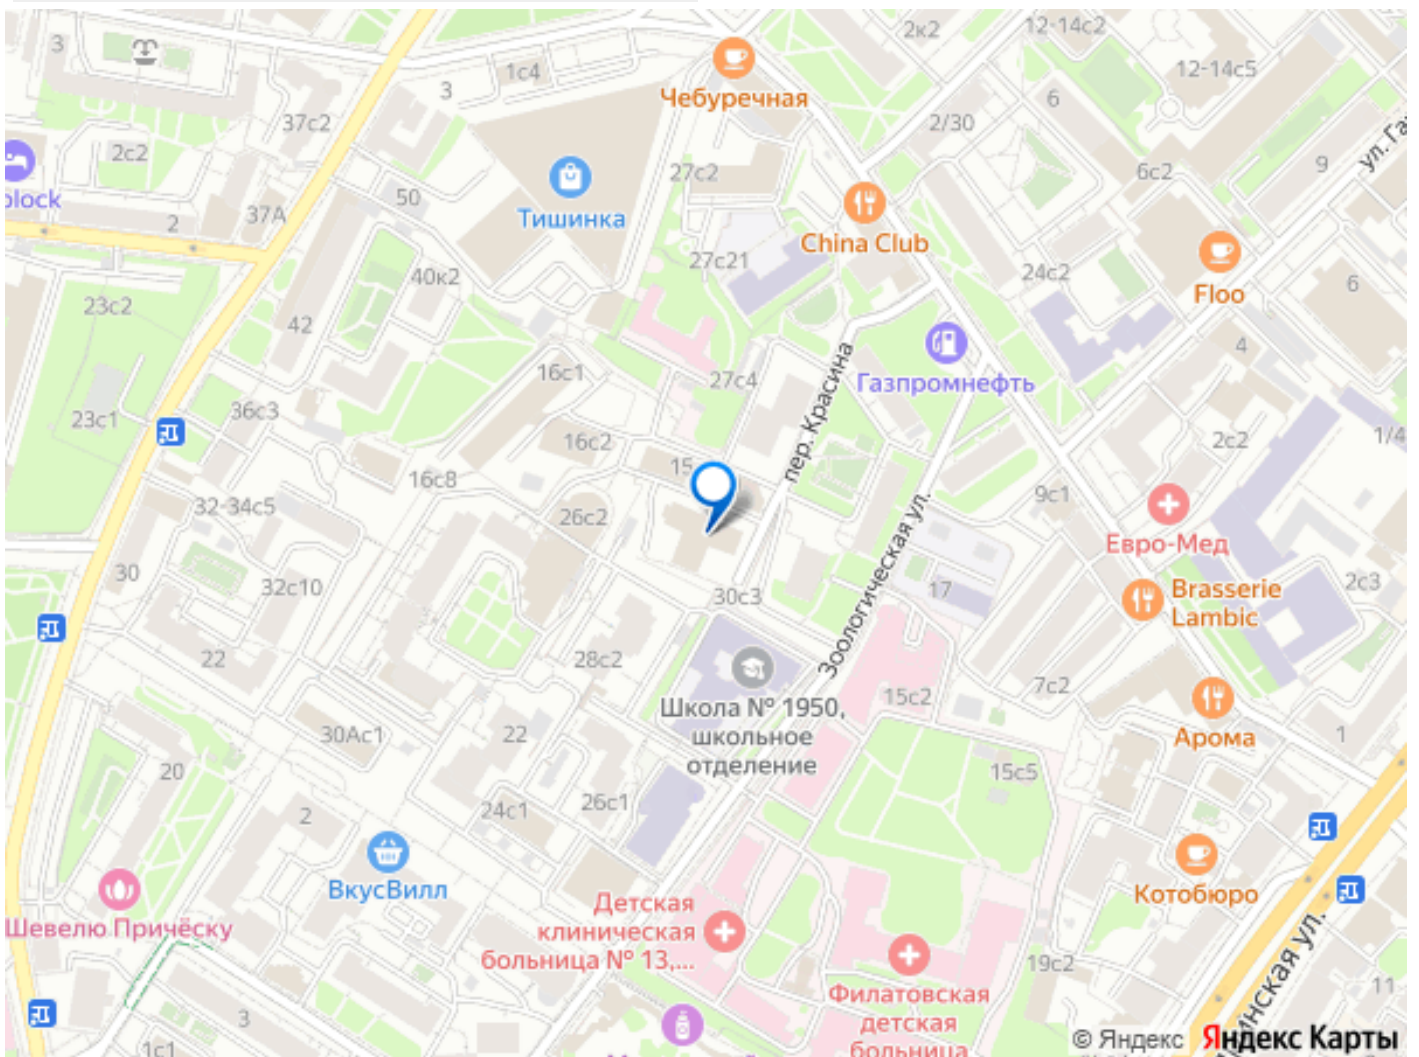 3
1с4
3
Чебуречная
2к2
12-14с2
12-14с5
6
37с2
2с2
2/30
ул. Га
9
6с2
27с2
olock
50
37А
2
Тишинка
China Club
27с21
24с2
Floo
6
40к2
23с2
42
4
Газпромнефть
пер. Красина
16с1
27с4
36с3
23с1
16с2
2с2
1/4
15
16с8
32-34с5
26с2
9с1
Евро-Мед
Зоологическая ул.
30
32с10
30с3
17
2с3
Brasserie
Lambic
22
28с2
7с2
15с2
Школа № 1950,
школьное
отделение
30Ас1
22
Арома
1
20
15с5
26с1
24с1
2
ВкусВилл
Котобюро
Шевелю Причёску
Детская
клиническая
больница № 13,...
19с2
Филатовская
детская
больница
11
3
1с1
© Яндекс Яндекс Карты